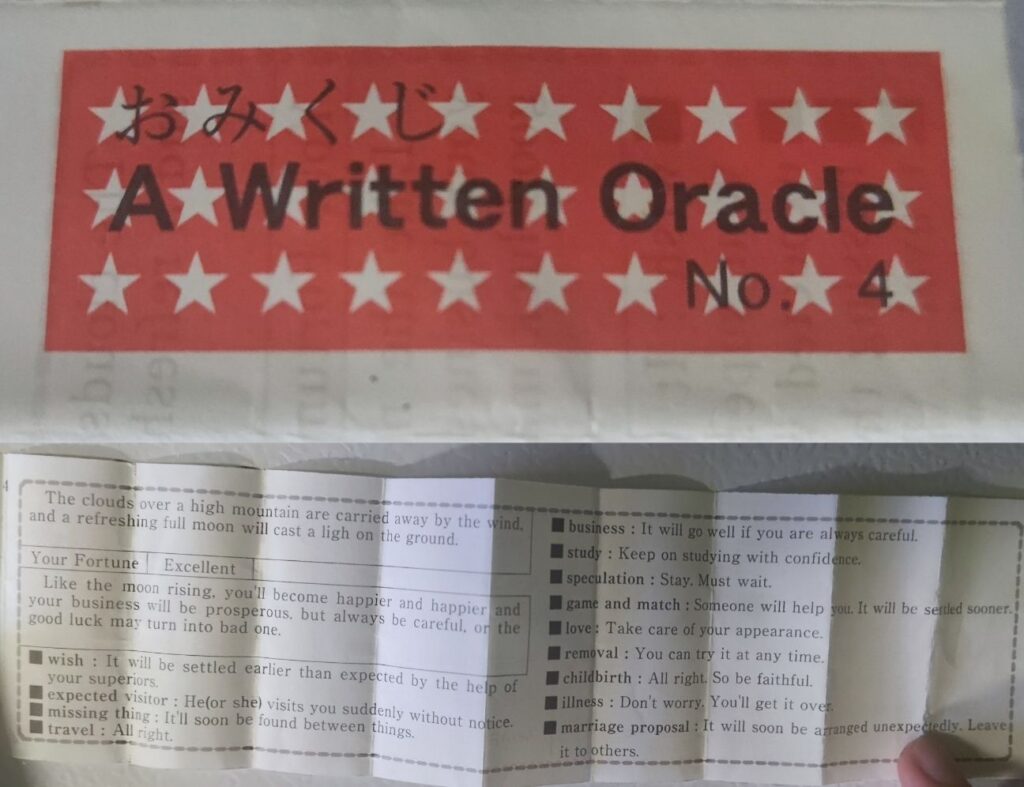 おみくじ
A Written Oracle
No. 4
4
The clouds over a high mountain are carried away by the wind,
and a refreshing full moon will cast a ligh on the ground.
Your Fortune Excellent
Like the moon rising, you'll become happier and happier and
your business will be prosperous, but always be careful, or the
good luck may turn into bad one.
■ wish : It will be settled earlier than expected by the help of
your superiors.
■ expected visitor : He(or she) visits you suddenly without notice.
■ missing thing : It'll soon be found between things.
■ travel : All right.
■ business : It will go well if you are always careful.
■ study : Keep on studying with confidence.
■ speculation : Stay. Must wait.
■ game and match : Someone will help you. It will be settled sooner.
■ love : Take care of your appearance.
■ removal : You can try it at any time.
■ childbirth : All right. So be faithful.
■ illness : Don't worry. You'll get it over.
■ marriage proposal : It will soon be arranged unexpectedly. Leave
it to others.